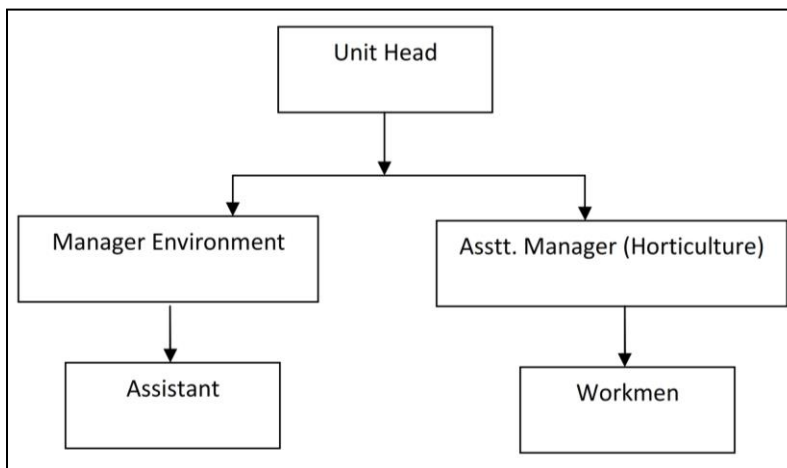 Unit Head
Manager Environment
Asstt. Manager (Horticulture)
Assistant
Workmen